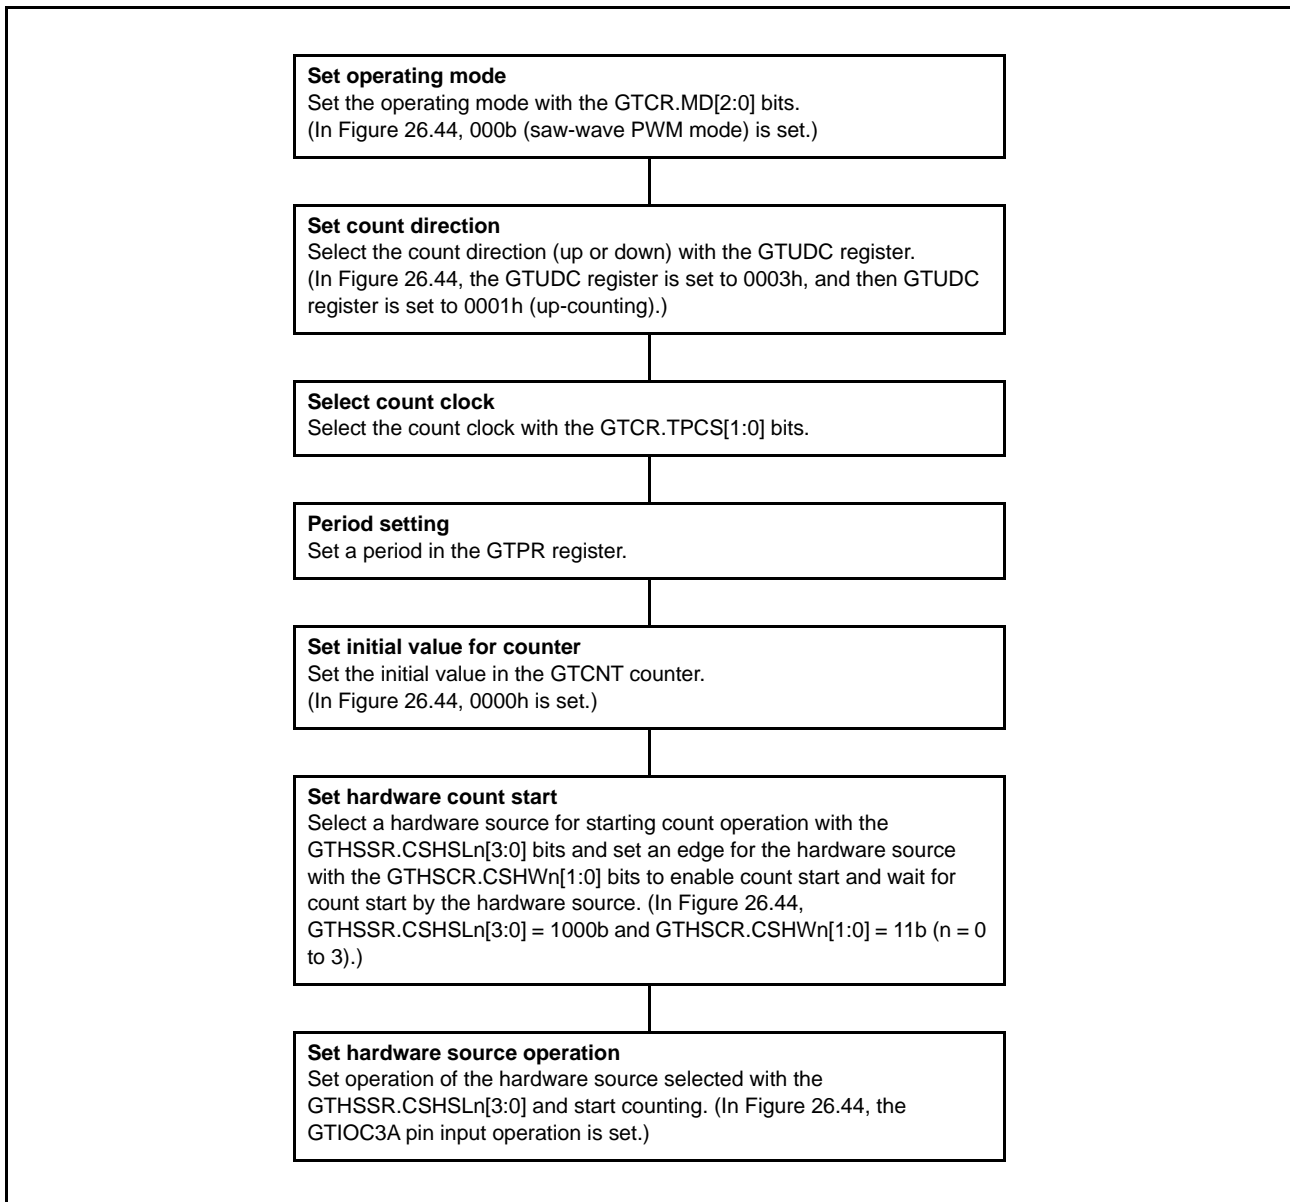 Set operating mode
Set the operating mode with the GTCR.MD[2:0] bits.
(In Figure 26.44, 000b (saw-wave PWM mode) is set.)
Set count direction
Select the count direction (up or down) with the GTUDC register.
(In Figure 26.44, the GTUDC register is set to 0003h, and then GTUDC
register is set to 0001h (up-counting).)
Select count clock
Select the count clock with the GTCR.TPCS[1:0] bits.
Period setting
Set a period in the GTPR register.
Set initial value for counter
Set the initial value in the GTCNT counter.
(In Figure 26.44, 0000h is set.)
Set hardware count start
Select a hardware source for starting count operation with the
GTHSSR.CSHSLn[3:0] bits and set an edge for the hardware source
with the GTHSCR.CSHWn[1:0] bits to enable count start and wait for
count start by the hardware source. (In Figure 26.44,
GTHSSR.CSHSLn[3:0] = 1000b and GTHSCR.CSHWn[1:0] = 11b (n = 0
to 3).)
Set hardware source operation
Set operation of the hardware source selected with the
GTHSSR.CSHSLn[3:0] and start counting. (In Figure 26.44, the
GTIOC3A pin input operation is set.)